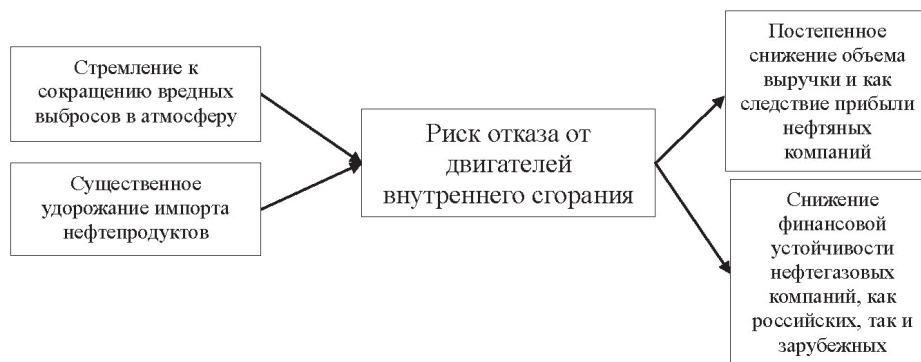 Стремление к
сокращению вредных
выбросов в атмосферу
Существенное
удорожание импорта
нефтепродуктов
Риск отказа от
двигателей
внутреннего сгорания
Постепенное
снижение объема
выручки и как
следствие прибыли
нефтяных
компаний
Снижение
финансовой
устойчивости
нефтегазовых
компаний, как
российских, так и
зарубежных